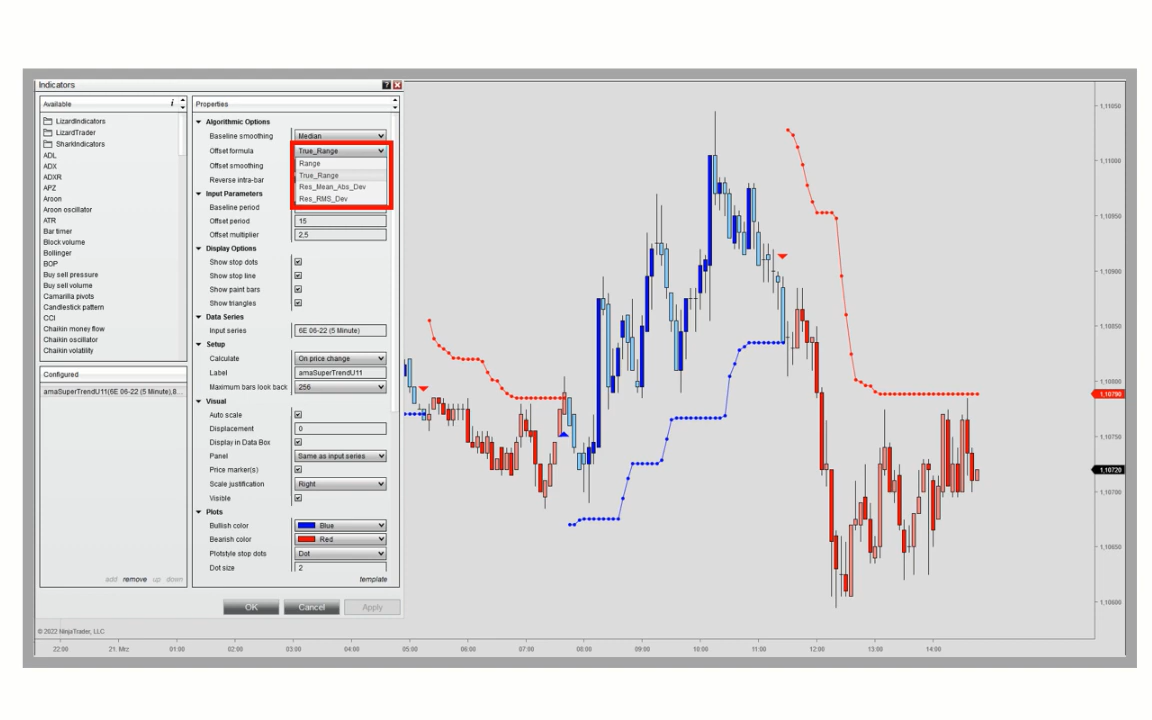 Indicators
Available
LizardIndicators
LizardTrader
SharkIndicators
ADL
ADX
ADXR
APZ
Aroon
Aroon oscillator
ATR
Bar timer
Block volume
Bollinger
BOP
Buy sell pressure
Buy sell volume
Camarilla pivots
Candlestick pattern
CCI
Chaikin money flow
Chaikin oscillator
Chaikin volatility
Configured
amaSuperTrendU11(6E 06-22 (5 Minute),8...
add remove up down
Properties
Algorithmic Options
Baseline smoothing Median
Offset formula True_Range
Range
Offset smoothing
True_Range
Reverse intra-bar
Res_Mean_Abs_Dev
Input Parameters
Res_RMS_Dev
Baseline period
Offset period 15
Offset multiplier 2,5
Display Options
Show stop dots
Show stop line
Show paint bars
Show triangles
Data Series
Input series 6E 06-22 (5 Minute)
Setup
Calculate On price change
Label amaSuperTrendU11
Maximum bars look back 256
Visual
Auto scale
Displacement 0
Display in Data Box
Panel Same as input series
Price marker(s)
Scale justification Right
Visible
Plots
Bullish color Blue
Bearish color Red
Plotstyle stop dots Dot
Dot size 2
template
OK Cancel Apply
© 2022 NinjaTrader, LLC
1,11050
1,11000
1,10950
1,10900
1,10850
1,10800
1,10790
1,10750
1,10720
1,10700
1,10650
1,10600
22:00 21. Mrz 01:00 02:00 03:00 04:00 05:00 06:00 07:00 08:00 09:00 10:00 11:00 12:00 13:00 14:00